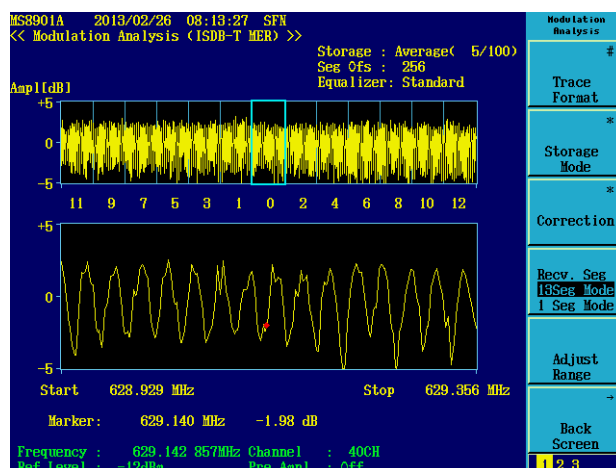 MS8901A 2013/02/26 08:13:27 SFN
<< Modulation Analysis (ISDB-T MER) >>
Storage : Average( 5/100)
Seg Ofs : 256
Equalizer: Standard
Ampl[dB]
+5
0
-5
11 9 7 5 3 1 0 2 4 6 8 10 12
+5
0
-5
Start 628.929 MHz Stop 629.356 MHz
Marker: 629.140 MHz -1.98 dB
Frequency : 629.142 857MHz Channel : 40CH
Ref Level : -12dBm Pre Ampl : Off
Modulation
Analysis
#
Trace
Format
*
Storage
Mode
*
Correction
Recv. Seg
13Seg Mode
1 Seg Mode
Adjust
Range
→
Back
Screen
1 2 3